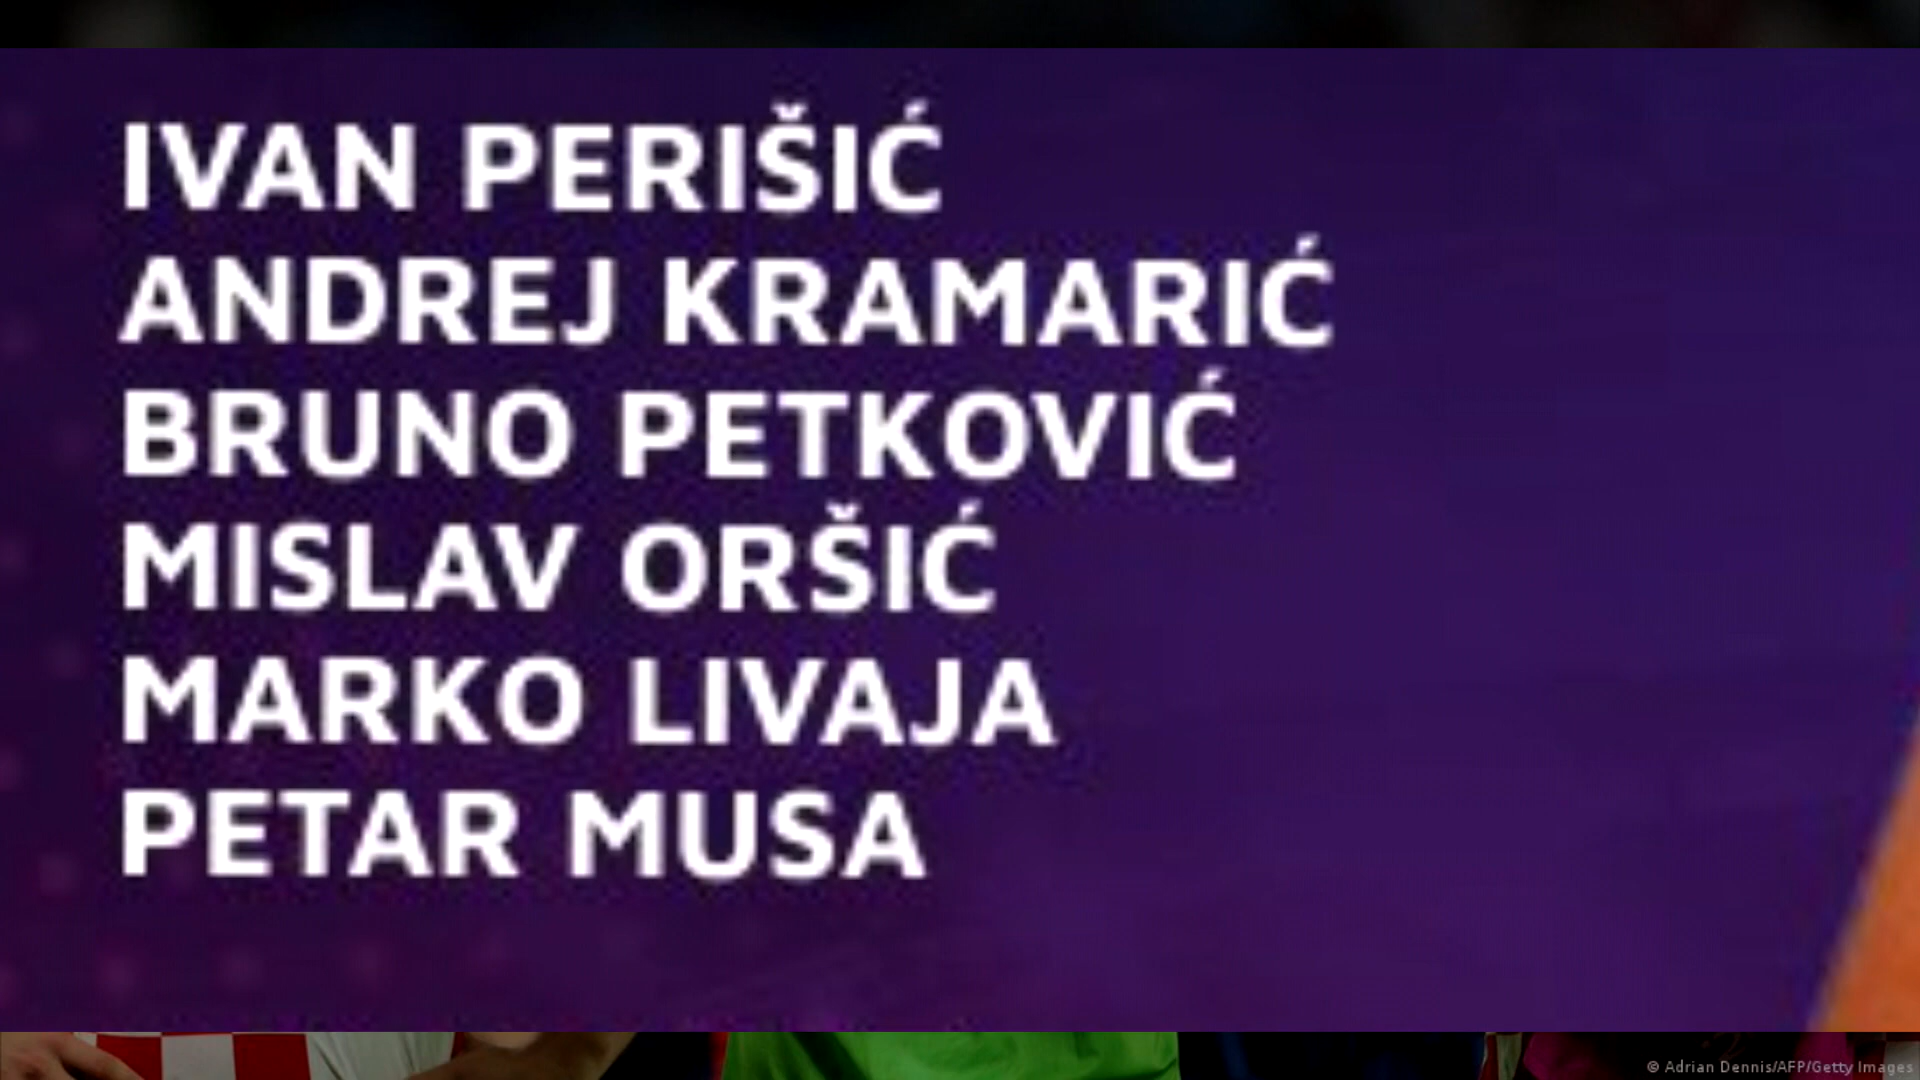 IVAN PERIŠIĆ
ANDREJ KRAMARIĆ
BRUNO PETKOVIĆ
MISLAV ORŠIĆ
MARKO LIVAJA
PETAR MUSA
© Adrian Dennis/AFP/Getty Images